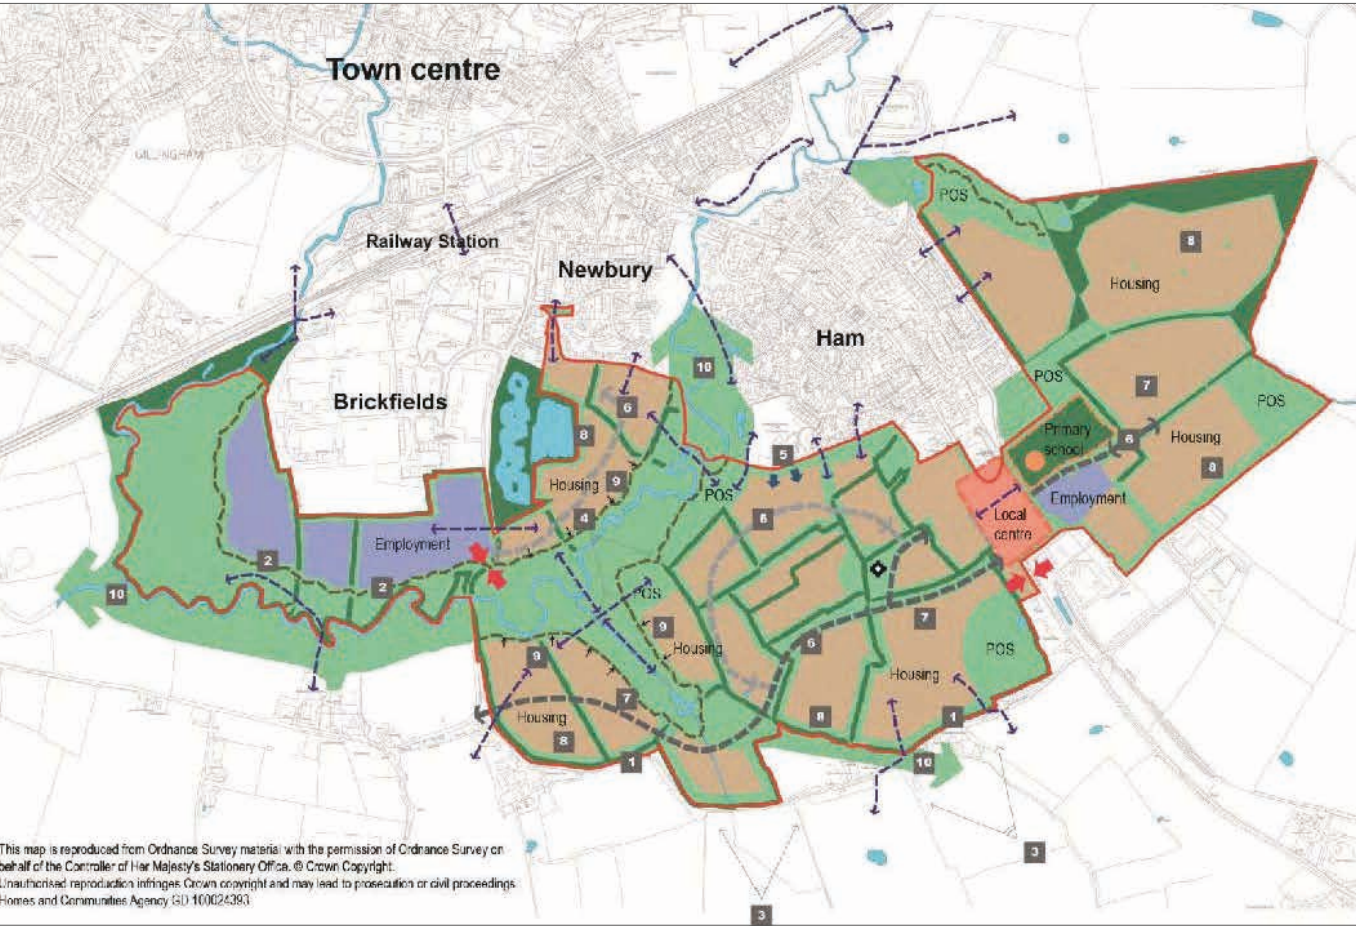 Town centre
GILLINGHAM
POS
Railway Station
8
Newbury
Housing
Ham
10
POS
7
Brickfields
6
POS
8
Primary
school
6
Housing
5
8
Housing
9
POS
Employment
4
6
Local
centre
Employment
2
2
10
POS
7
9
6
9
Housing
POS
Housing
7
Housing
8
1
8
1
10
This map is reproduced from Ordnance Survey material with the permission of Ordnance Survey on
behalf of the Controller of Her Majesty's Stationery Office. © Crown Copyright.
Unauthorised reproduction infringes Crown copyright and may lead to prosecution or civil proceedings
Homes and Communities Agency GD 100024393
3
3